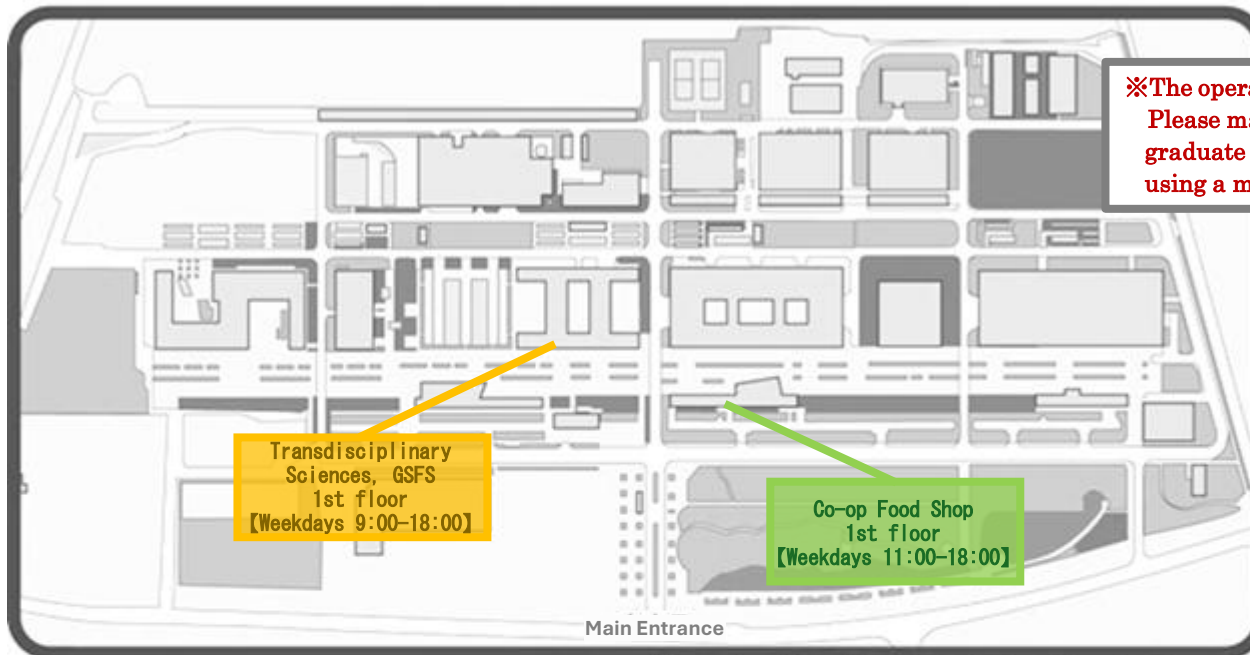 ※The opera
Please ma
graduate
using a m
Transdisciplinary
Sciences, GSFS
1st floor
【Weekdays 9:00-18:00】
Co-op Food Shop
1st floor
【Weekdays 11:00-18:00】
Main Entrance